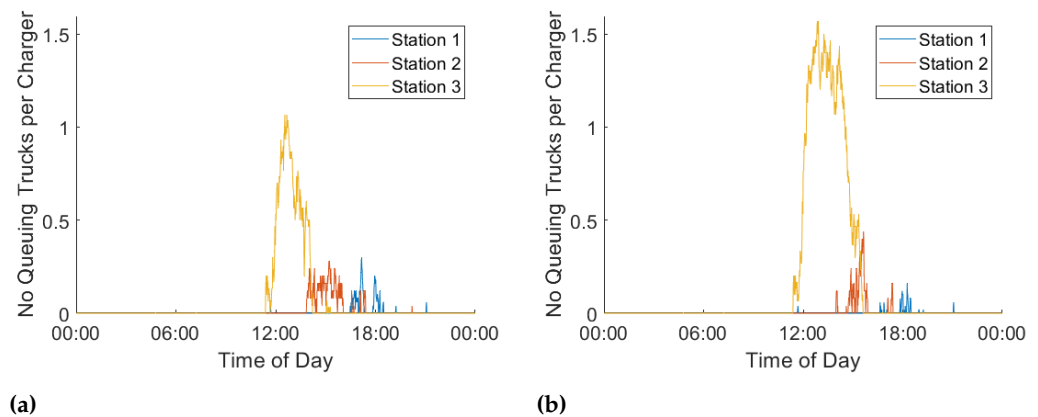 No Queuing Trucks per Charger
1.5
1
0.5
0
Station 1
Station 2
Station 3
00:00 06:00 12:00 18:00 00:00
Time of Day
(a)
No Queuing Trucks per Charger
1.5
1
0.5
0
Station 1
Station 2
Station 3
00:00 06:00 12:00 18:00 00:00
Time of Day
(b)